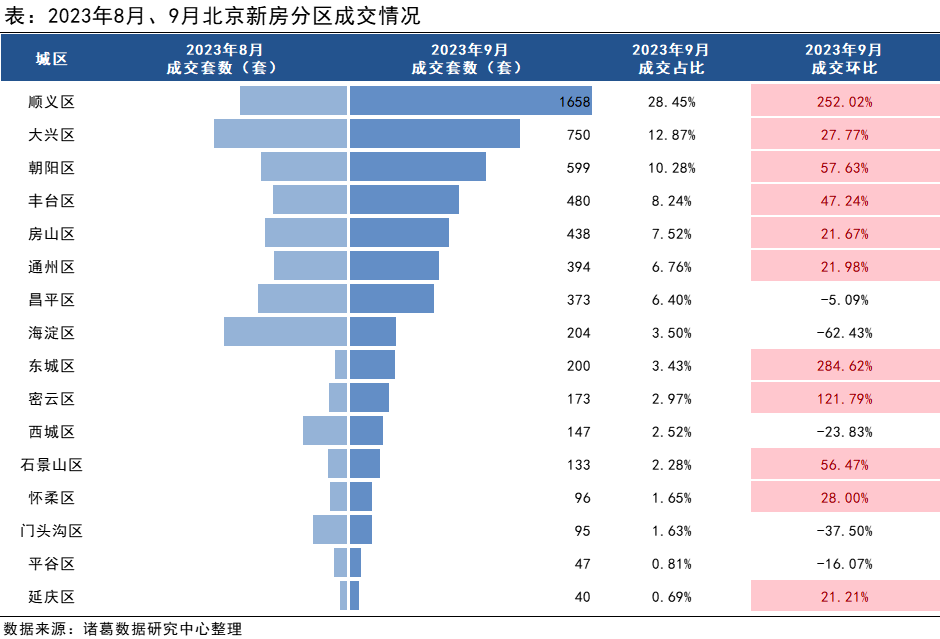 表：2023年8月、9月北京新房分区成交情况
城区 2023年8月成交套数（套） 2023年9月成交套数（套） 2023年9月成交占比 2023年9月成交环比
顺义区 1658 28.45% 252.02%
大兴区 750 12.87% 27.77%
朝阳区 599 10.28% 57.63%
丰台区 480 8.24% 47.24%
房山区 438 7.52% 21.67%
通州区 394 6.76% 21.98%
昌平区 373 6.40% -5.09%
海淀区 204 3.50% -62.43%
东城区 200 3.43% 284.62%
密云区 173 2.97% 121.79%
西城区 147 2.52% -23.83%
石景山区 133 2.28% 56.47%
怀柔区 96 1.65% 28.00%
门头沟区 95 1.63% -37.50%
平谷区 47 0.81% -16.07%
延庆区 40 0.69% 21.21%
数据来源：诸葛数据研究中心整理